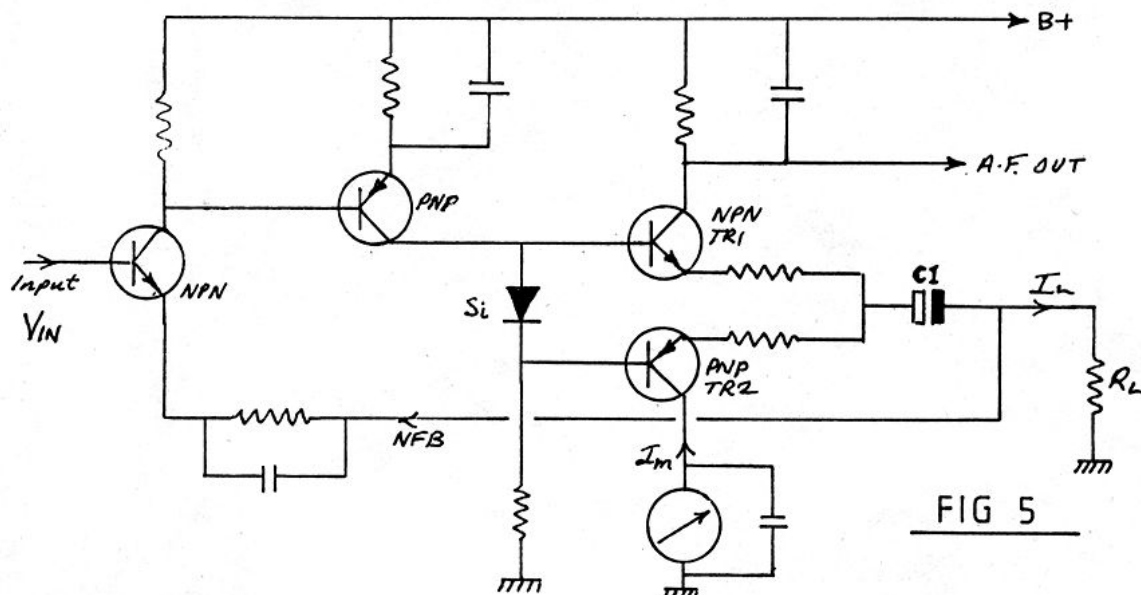 B+
A.F. OUT
PNP
NPN
TR1
Input
NPN
VIN
Si
C1
IL
PNP
TR2
RL
NFB
Im
FIG 5